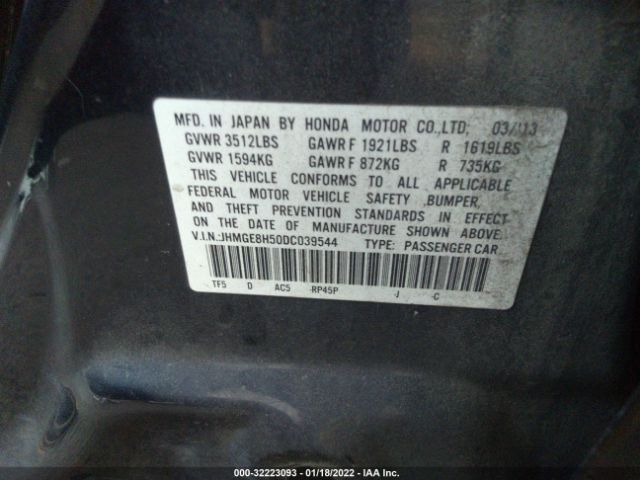 MFD. IN JAPAN BY HONDA MOTOR CO.,LTD, 03/13
GVWR 3512LBS GAWR F 1921LBS R 1619LBS
GVWR 1594KG GAWR F 872KG R 735KG
THIS VEHICLE CONFORMS TO ALL APPLICABLE
FEDERAL MOTOR VEHICLE SAFETY ,BUMPER,
AND THEFT PREVENTION STANDARDS IN EFFECT
ON THE DATE OF MANUFACTURE SHOWN ABOVE.
V.I.N.:JHMGE8H50DC039544 TYPE: PASSENGER CAR
TF5 D AC5 -RP45P -J -C
000-32223093 - 01/18/2022 - IAA Inc.